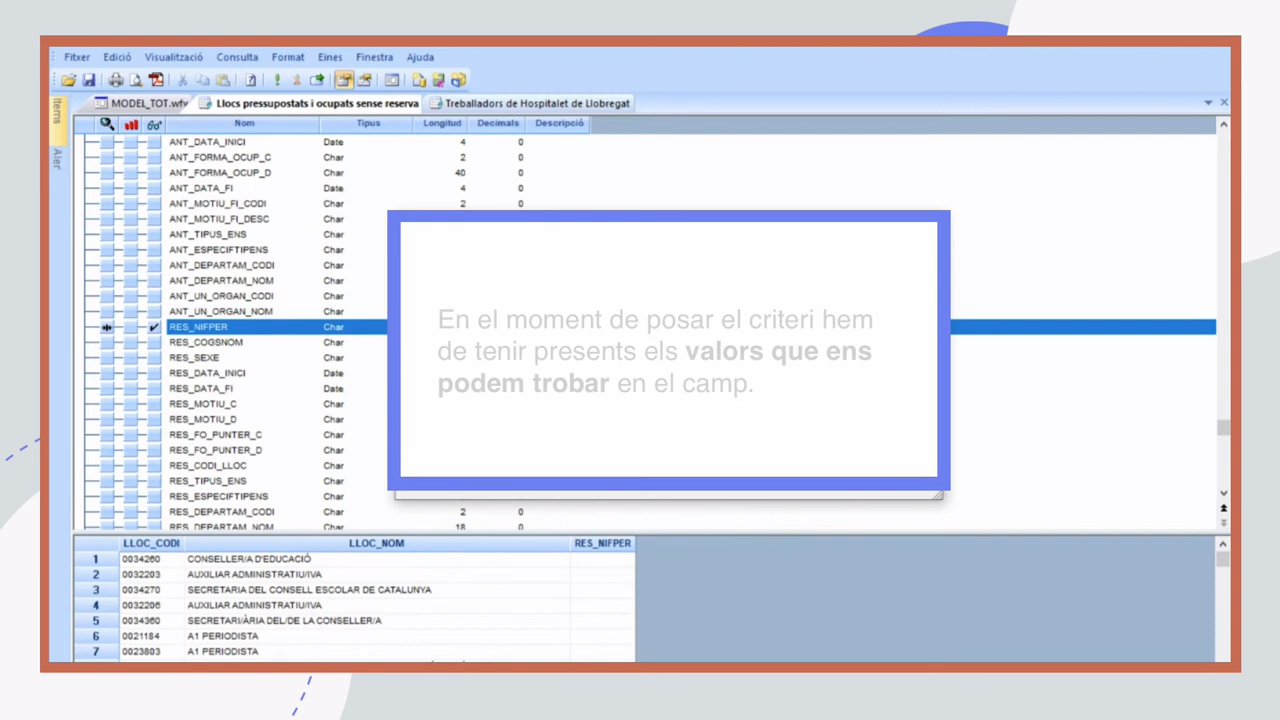 Fitxer Edició Visualització Consulta Format Eines Finestra Ajuda
Items
Aler
MODEL_TOT.wfw Llocs pressupostats i ocupats sense reserva Treballadors de Hospitalet de Llobregat
Nom Tipus Longitud Decimals Descripció
ANT_DATA_INICI Date 4 0
ANT_FORMA_OCUP_C Char 2 0
ANT_FORMA_OCUP_D Char 40 0
ANT_DATA_FI Date 4 0
ANT_MOTIU_FI_CODI Char 2 0
ANT_MOTIU_FI_DESC Char
ANT_TIPUS_ENS Char
ANT_ESPECIFTIPENS Char
ANT_DEPARTAM_CODI Char
ANT_DEPARTAM_NOM Char
ANT_UN_ORGAN_CODI Char
ANT_UN_ORGAN_NOM Char
RES_NIFPER Char
RES_COGSNOM Char
RES_SEXE Char
RES_DATA_INICI Date
RES_DATA_FI Date
RES_MOTIU_C Char
RES_MOTIU_D Char
RES_FO_PUNTER_C Char
RES_FO_PUNTER_D Char
RES_CODI_LLOC Char
RES_TIPUS_ENS Char
RES_ESPECIFTIPENS Char
RES_DEPARTAM_CODI Char 2 0
RES_DEPARTAM_NOM Char 18 0
En el moment de posar el criteri hem
de tenir presents els valors que ens
podem trobar en el camp.
LLOC_CODI LLOC_NOM RES_NIFPER
1 0034260 CONSELLER/A D'EDUCACIÓ
2 0032203 AUXILIAR ADMINISTRATIU/IVA
3 0034270 SECRETARIA DEL CONSELL ESCOLAR DE CATALUNYA
4 0032206 AUXILIAR ADMINISTRATIU/IVA
5 0034360 SECRETARI/ÀRIA DEL/DE LA CONSELLER/A
6 0021184 A1 PERIODISTA
7 0023803 A1 PERIODISTA